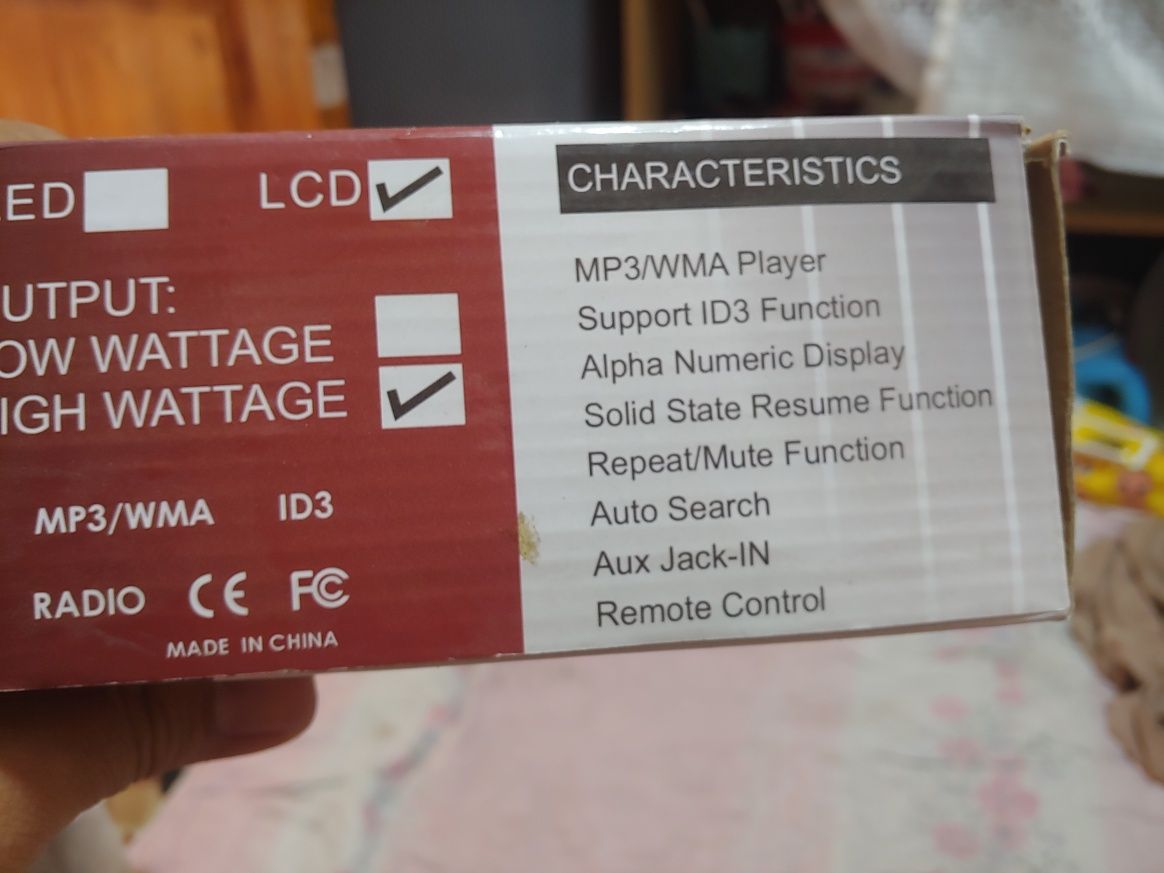 LCD
UTPUT:
OW WATTAGE
IGH WATTAGE
MP3/WMA ID3
RADIO CE FC
MADE IN CHINA
CHARACTERISTICS
MP3/WMA Player
Support ID3 Function
Alpha Numeric Display
Solid State Resume Function
Repeat/Mute Function
Auto Search
Aux Jack-IN
Remote Control